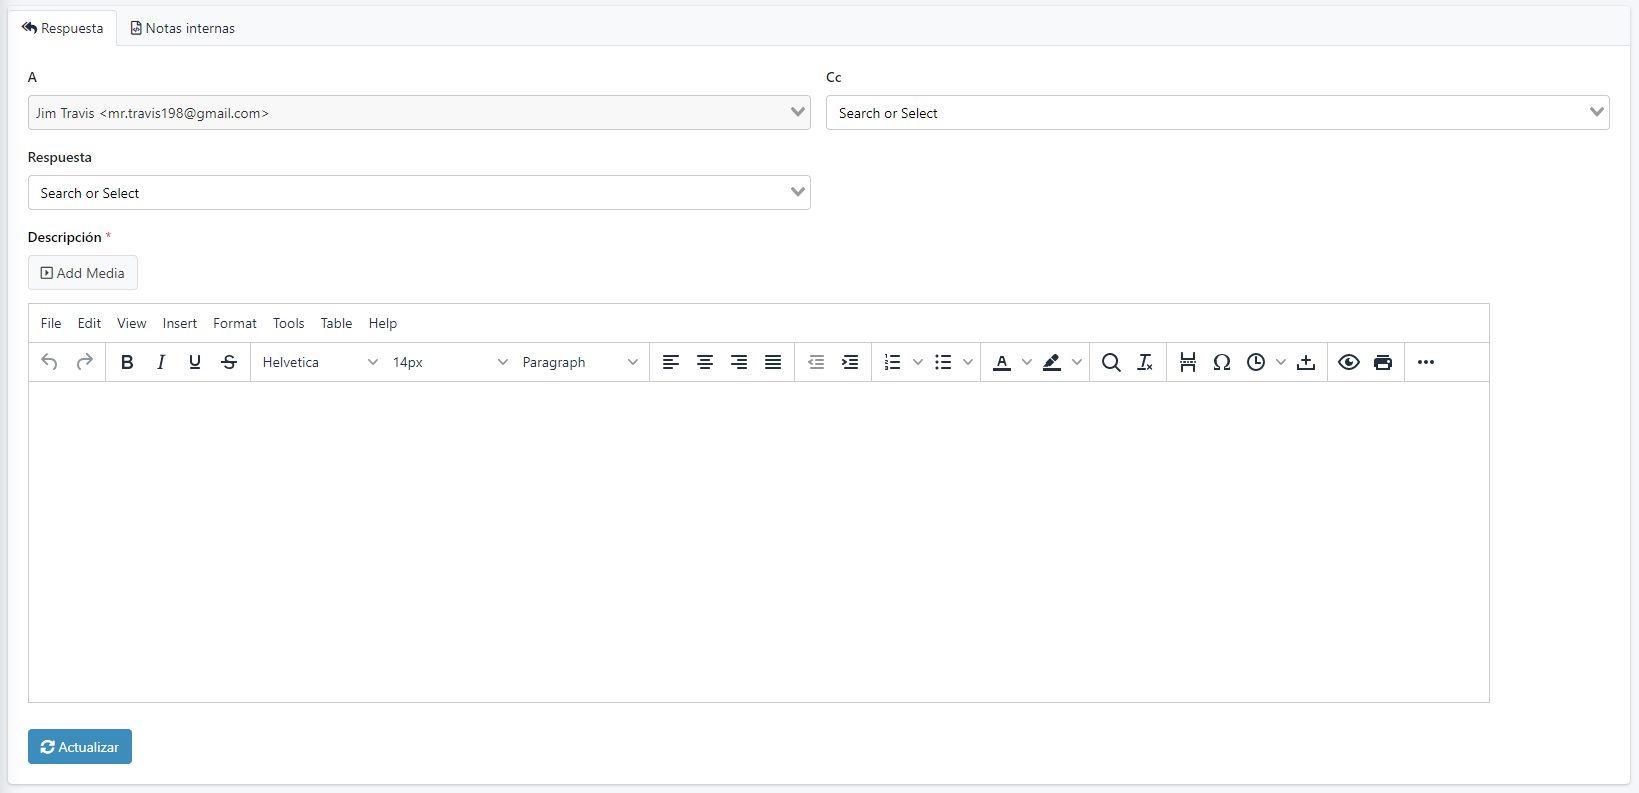 Respuesta Notas internas
A Cc
Jim Travis <mr.travis198@gmail.com> Search or Select
Respuesta
Search or Select
Descripción *
Add Media
File Edit View Insert Format Tools Table Help
B I U S Helvetica 14px Paragraph
Actualizar